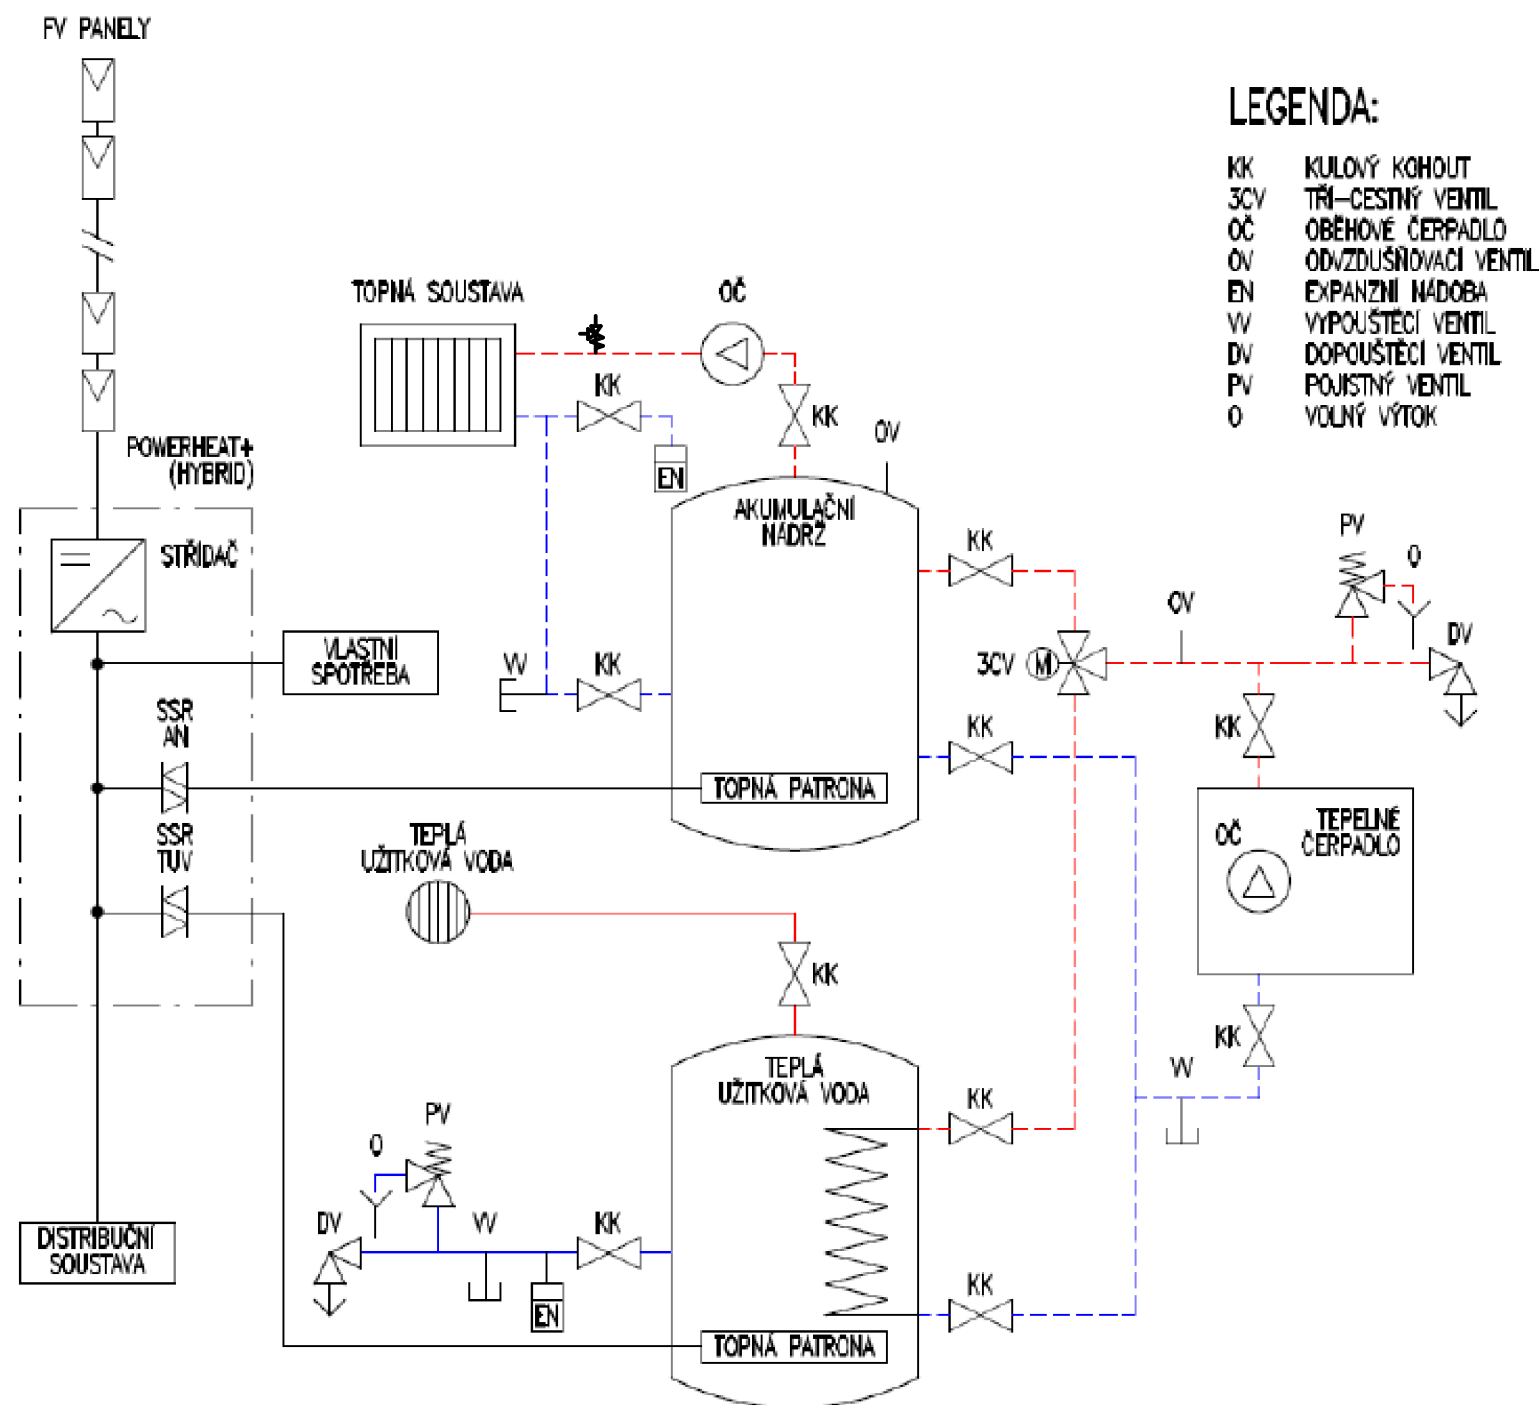 FV PANELY
LEGENDA:
KK KULOVÝ KOHOUT
3CV TŘÍ-CESTNÝ VENTIL
OČ OBĚHOVÉ ČERPADLO
OV ODVZDUŠŇOVACÍ VENTIL
EN EXPANZNÍ NÁDOBA
VV VYPOUŠTĚCÍ VENTIL
DV DOPOUŠTĚCÍ VENTIL
PV POJISTNÝ VENTIL
O VOLNÝ VÝTOK
TOPNÁ SOUSTAVA
OČ
KK
KK
OV
EN
POWERHEAT+
(HYBRID)
STŘÍDAČ
AKUMULAČNÍ
NÁDRŽ
KK
PV
O
OV
DV
VLASTNÍ
SPOTŘEBA
VV
KK
3CV
M
KK
KK
SSR
AN
TOPNÁ PATRONA
SSR
TUV
TEPLÁ
UŽITKOVÁ VODA
OČ
TEPELNÉ
ČERPADLO
KK
KK
VV
TEPLÁ
UŽITKOVÁ VODA
KK
PV
O
DV
VV
KK
EN
KK
DISTRIBUČNÍ
SOUSTAVA
TOPNÁ PATRONA